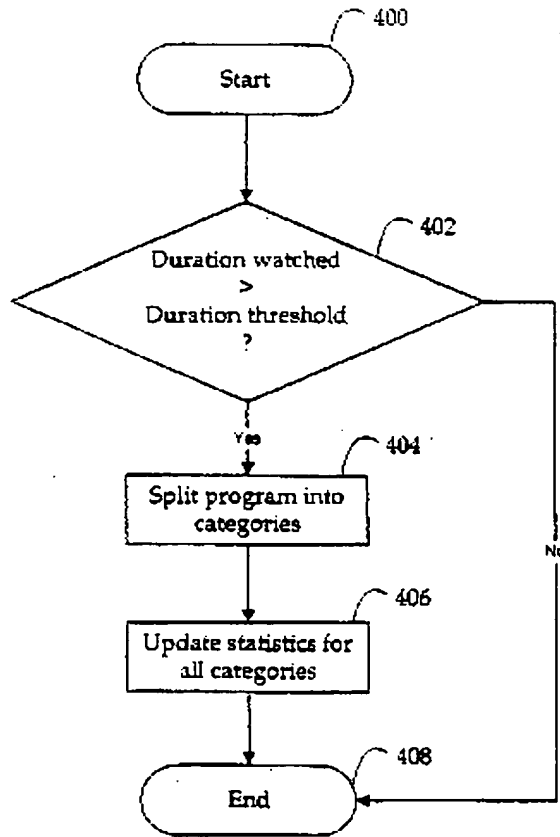 400
Start
402
Duration watched
>
Duration threshold
?
Yes
404
Split program into
categories
No
406
Update statistics for
all categories
408
End